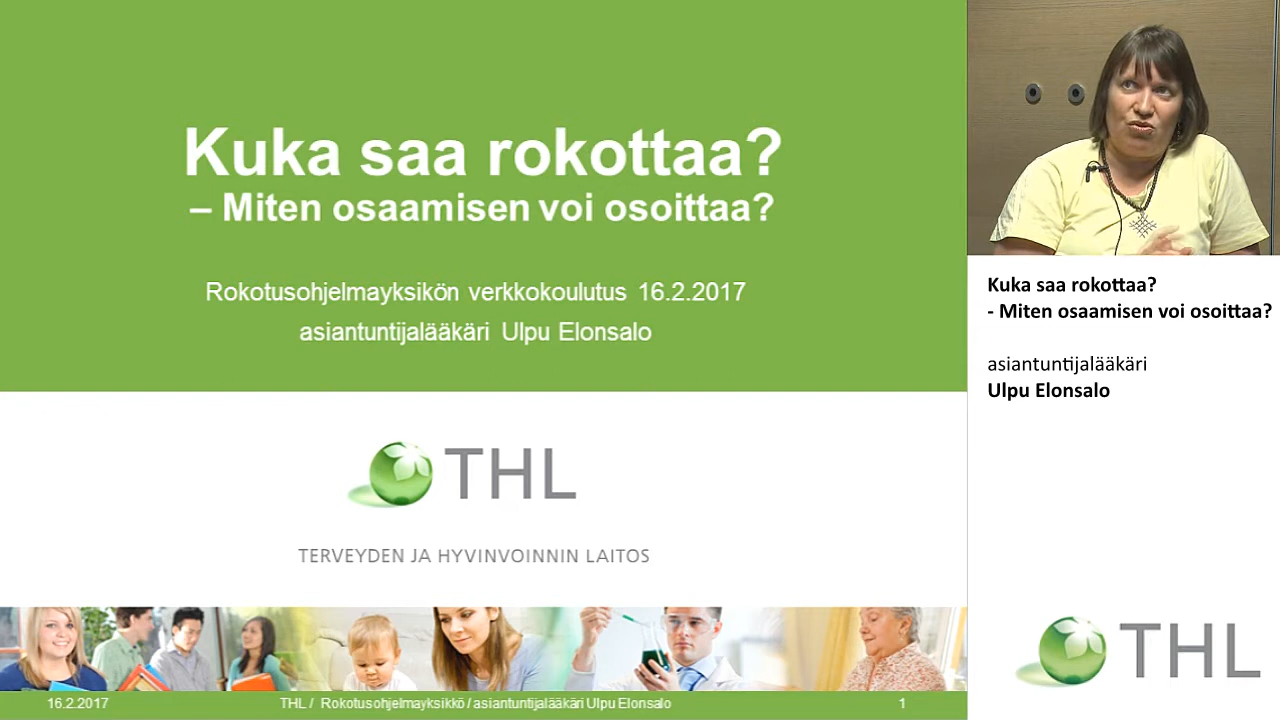 Kuka saa rokottaa?
– Miten osaamisen voi osoittaa?
Rokotusohjelmayksikön verkkokoulutus 16.2.2017
asiantuntijalääkäri Ulpu Elonsalo
THL
TERVEYDEN JA HYVINVOINNIN LAITOS
16.2.2017
THL / Rokotusohjelmayksikkö / asiantuntijalääkäri Ulpu Elonsalo
1
Kuka saa rokottaa?
- Miten osaamisen voi osoittaa?
asiantuntijalääkäri
Ulpu Elonsalo
THL